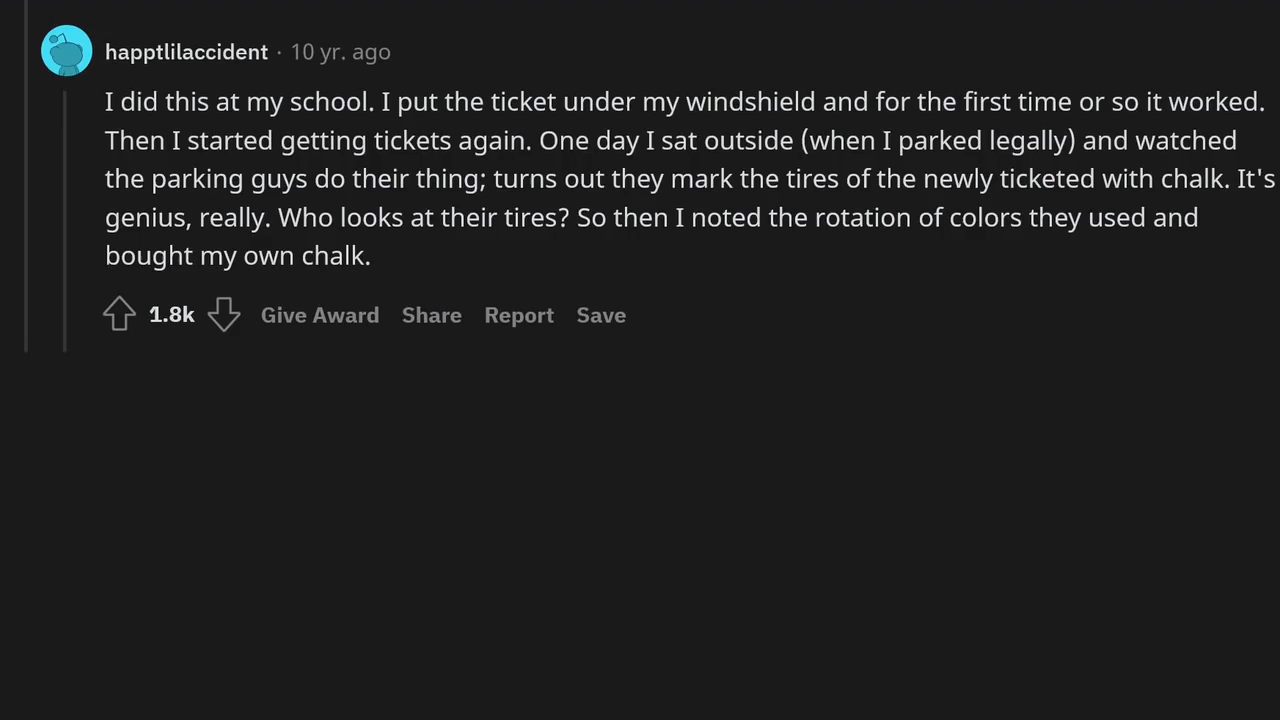 happtlilaccident · 10 yr. ago
I did this at my school. I put the ticket under my windshield and for the first time or so it worked.
Then I started getting tickets again. One day I sat outside (when I parked legally) and watched
the parking guys do their thing; turns out they mark the tires of the newly ticketed with chalk. It's
genius, really. Who looks at their tires? So then I noted the rotation of colors they used and
bought my own chalk.
1.8k Give Award Share Report Save